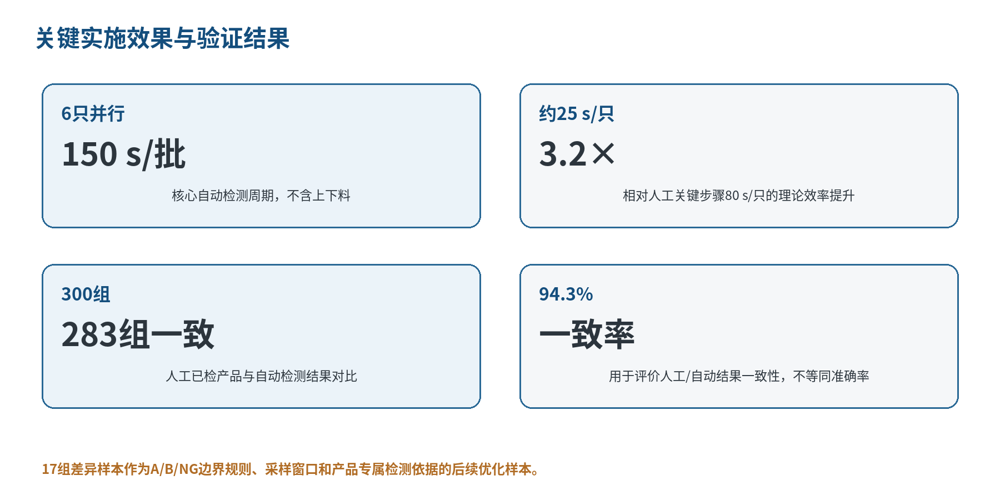 关键实施效果与验证结果
6只并行
150 s/批
核心自动检测周期，不含上下料
约25 s/只
3.2×
相对人工关键步骤80 s/只的理论效率提升
300组
283组一致
人工已检产品与自动检测结果对比
94.3%
一致率
用于评价人工/自动结果一致性，不等同准确率
17组差异样本作为A/B/NG边界规则、采样窗口和产品专属检测依据的后续优化样本。